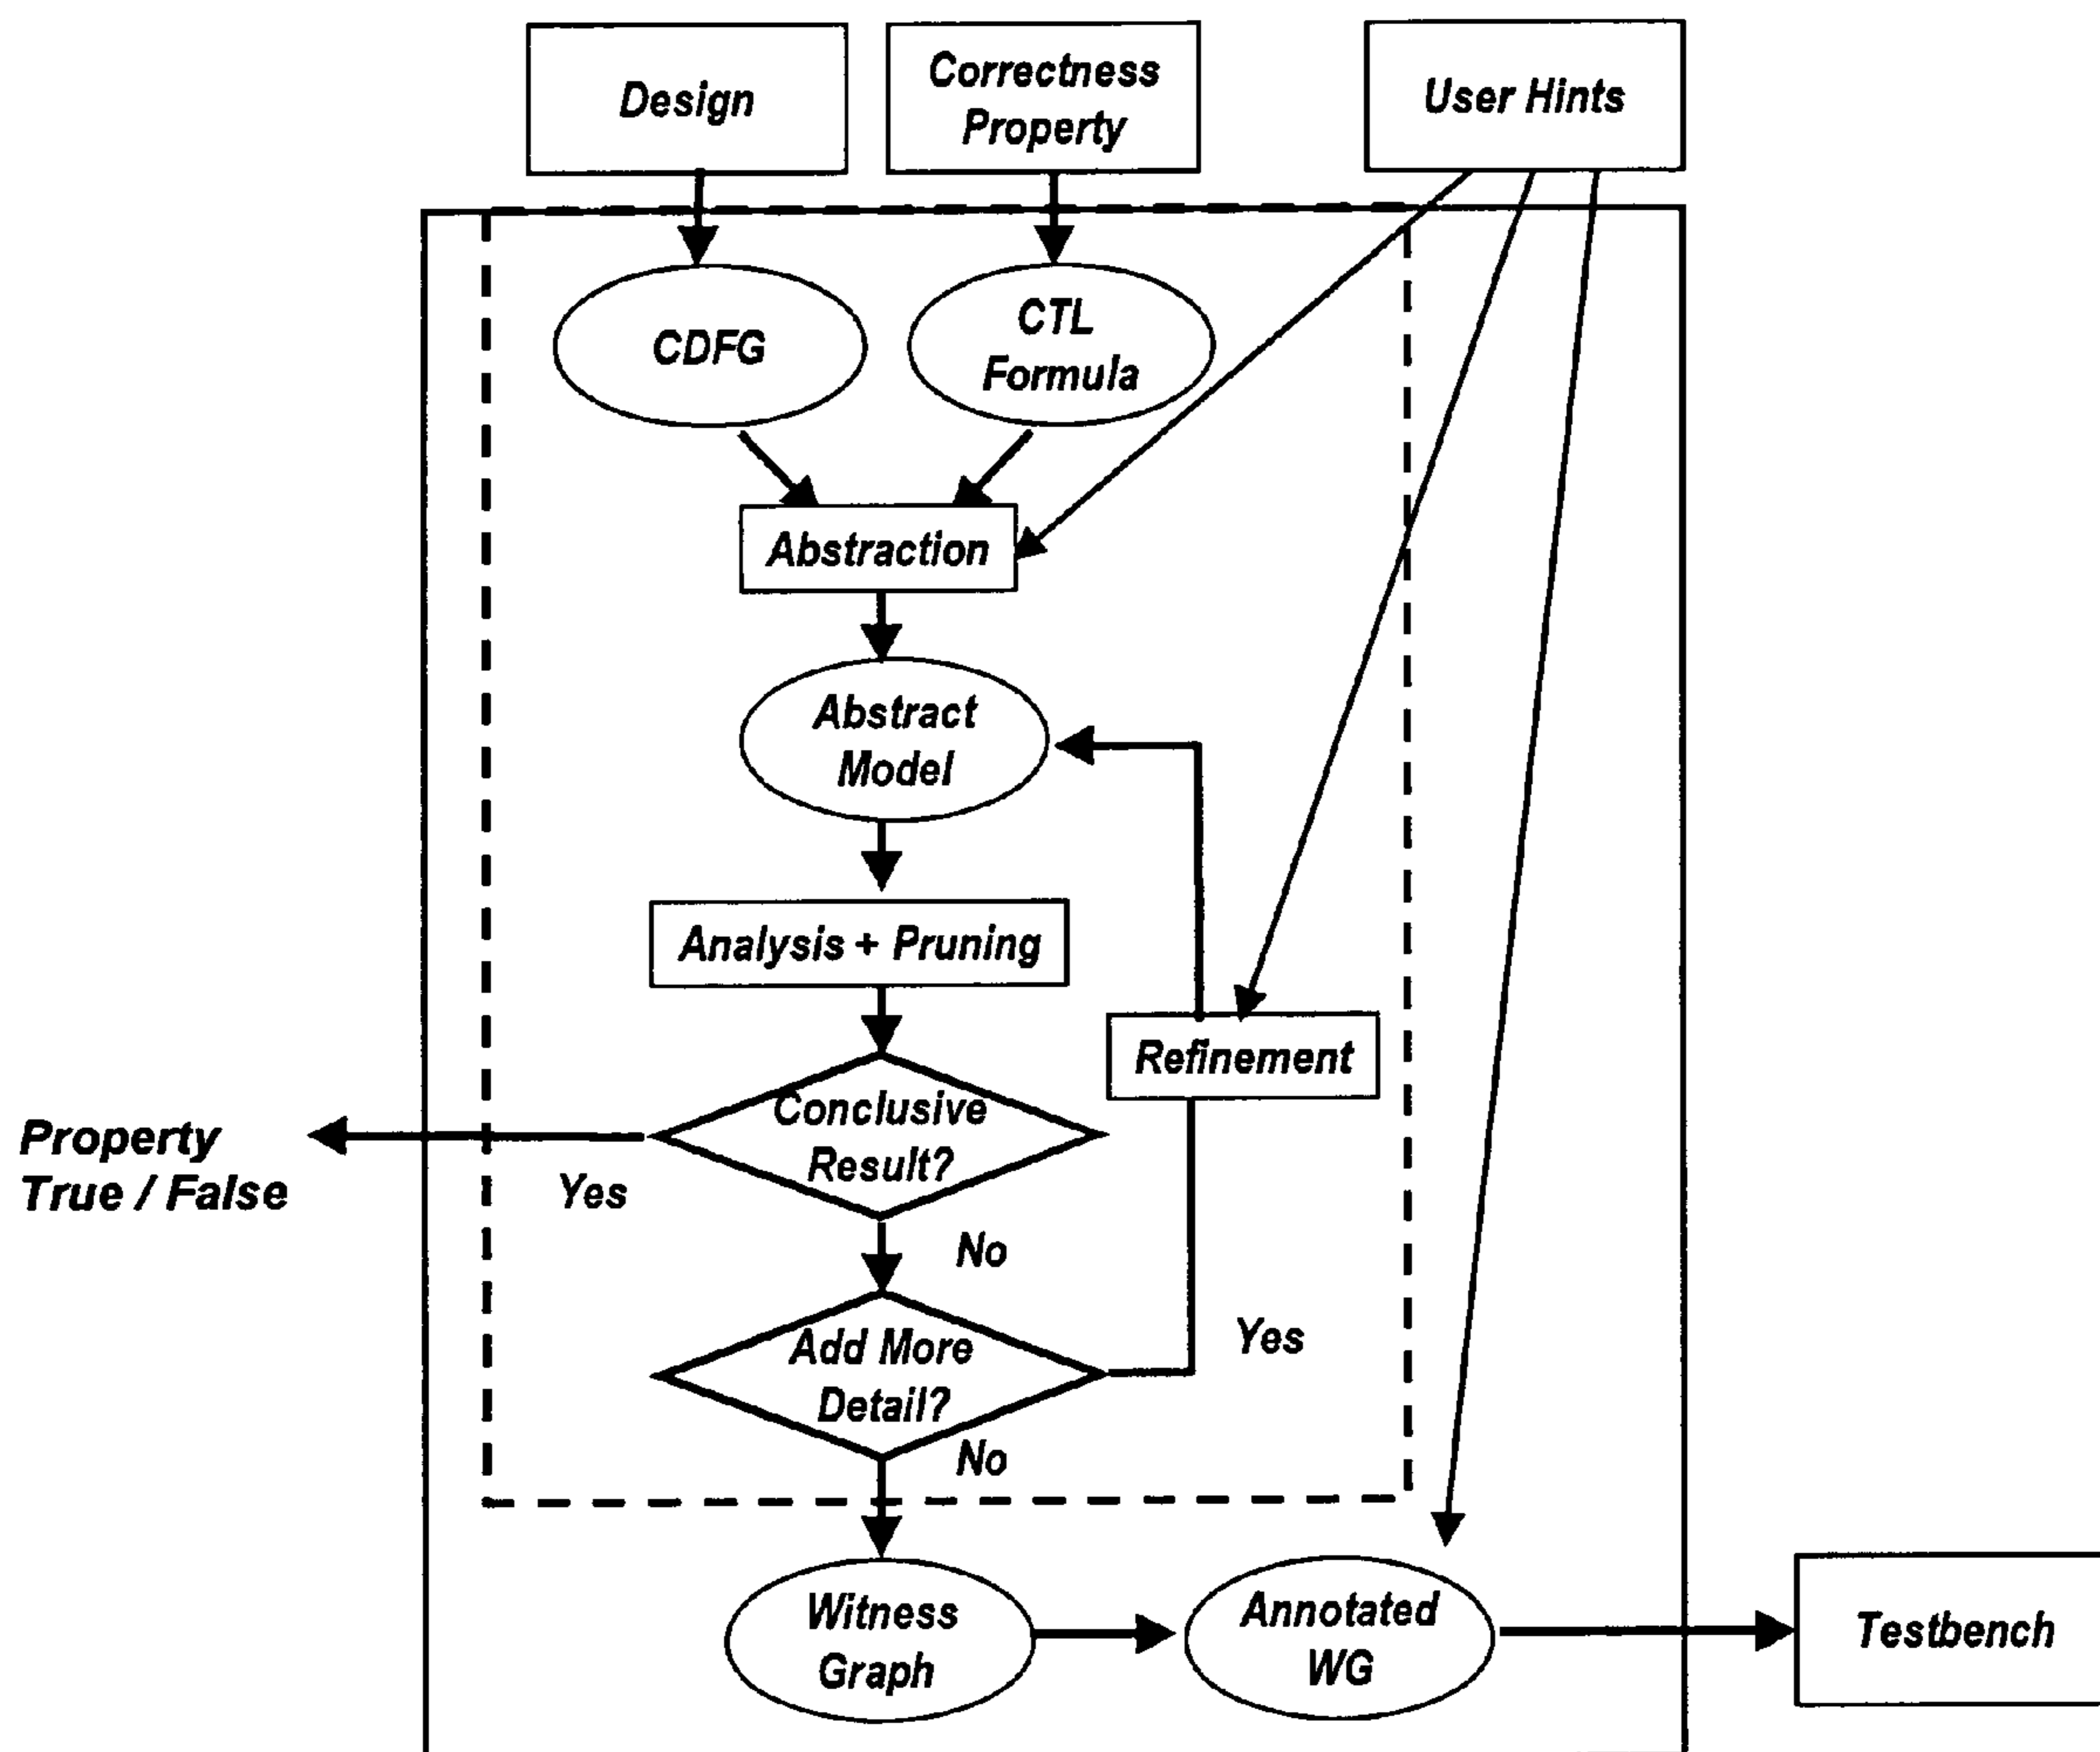 Design
Correctness
Property
User Hints
CDFG
CTL
Formula
Abstraction
Abstract
Model
Analysis + Pruning
Refinement
Conclusive
Result?
Property
True / False
Yes
No
Add More
Detail?
Yes
No
Witness
Graph
Annotated
WG
Testbench